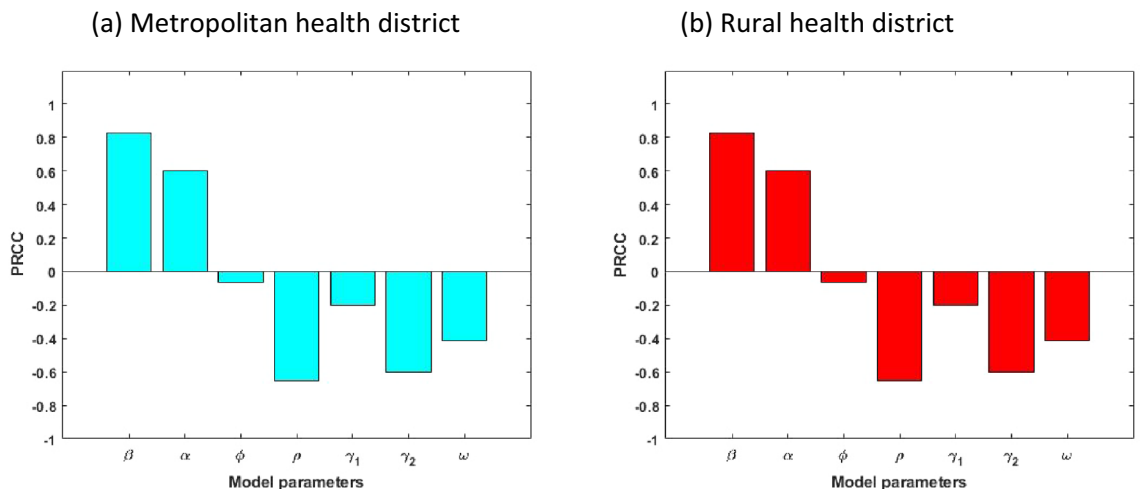 (a) Metropolitan health district
1
0.8
0.6
0.4
0.2
0
-0.2
-0.4
-0.6
-0.8
-1
PRCC
β α ϕ ρ γ₁ γ₂ ω
Model parameters
(b) Rural health district
1
0.8
0.6
0.4
0.2
0
-0.2
-0.4
-0.6
-0.8
-1
PRCC
β α ϕ ρ γ₁ γ₂ ω
Model parameters